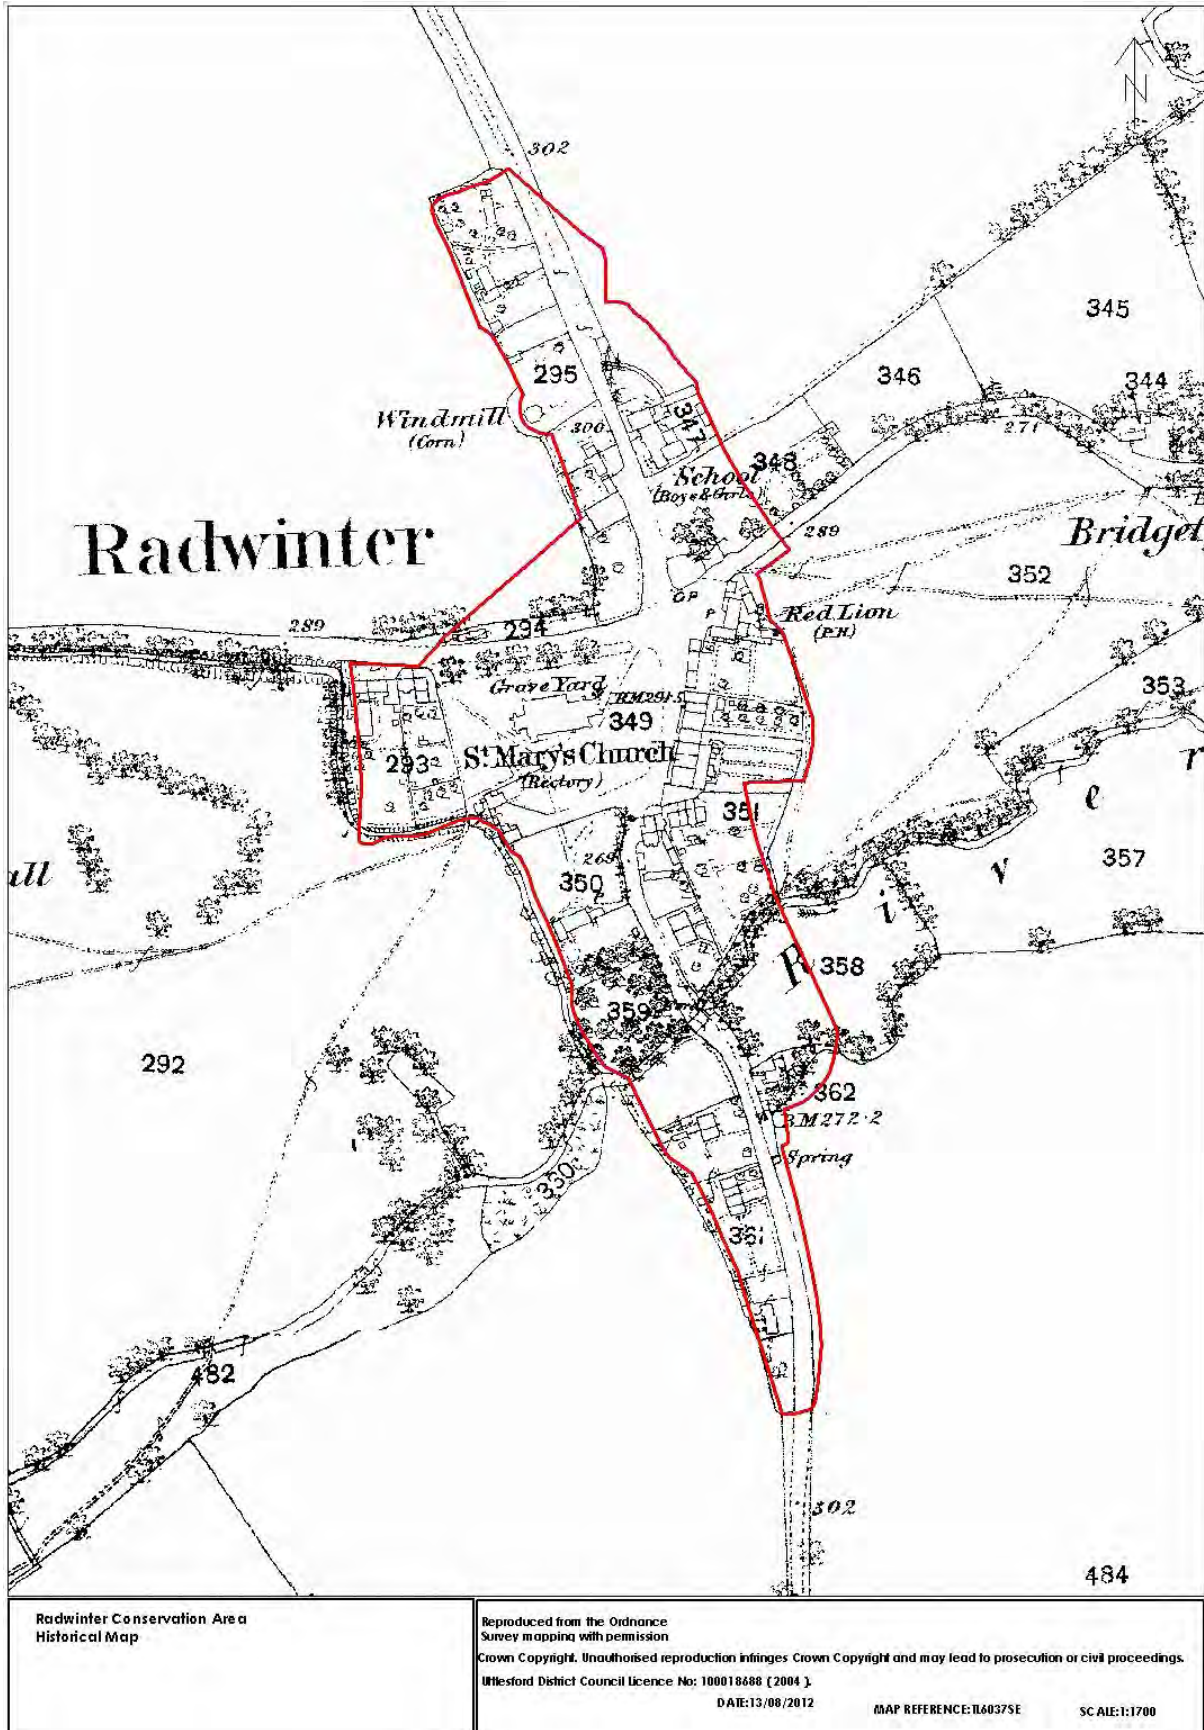 N
302
345
295
346
344
Windmill
(Corn)
300
347
271
348
School
(Boys & Girls)
Radwinter
289
Bridge
352
289
294
G.P
P
Red Lion
(P.H)
Grave Yard
B.M 291.5
353
349
St. Mary's Church
(Rectory)
293
r
e
351
357
all
269
350
v
i
R
358
359
292
362
B.M 272.2
Spring
330
361
482
302
484
Radwinter Conservation Area
Historical Map
Reproduced from the Ordnance
Survey mapping with permission
Crown Copyright. Unauthorised reproduction infringes Crown Copyright and may lead to prosecution or civil proceedings.
Uttlesford District Council Licence No: 100018688 (2004).
DATE:13/08/2012
MAP REFERENCE:TL6037SE
SCALE:1:1700